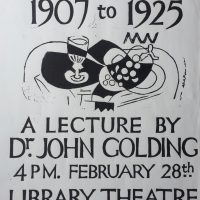 1907 to 1925
A LECTURE BY
Dr. JOHN GOLDING
4 PM. FEBRUARY 28th
LIBRARY THEATRE